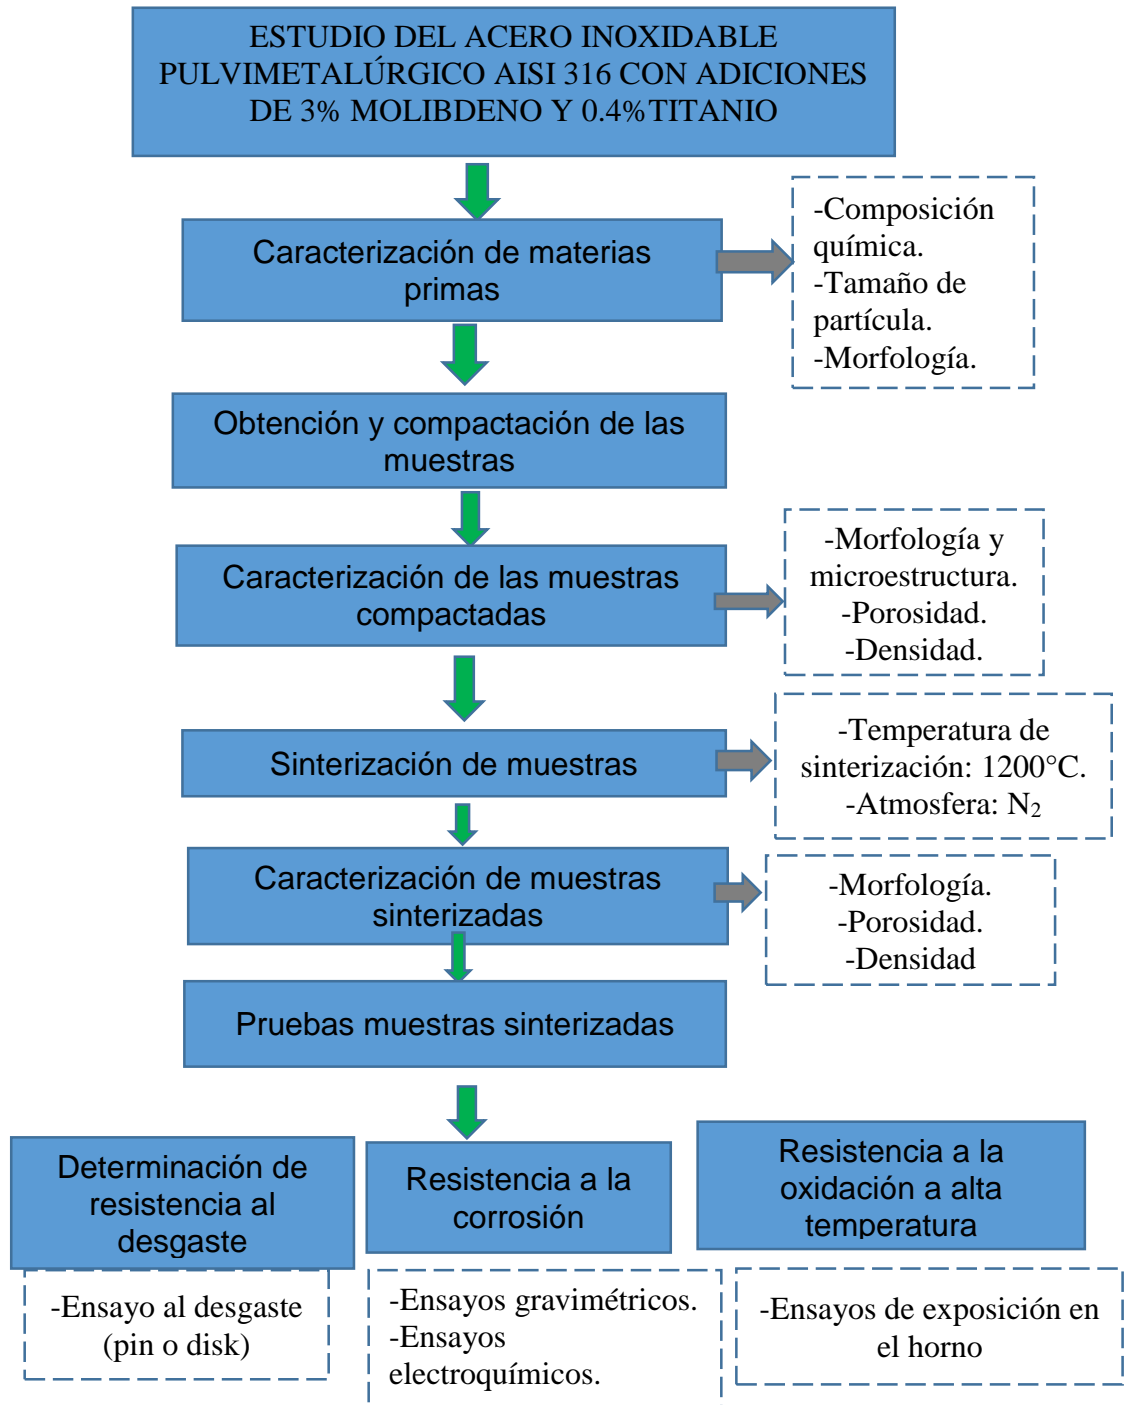 ESTUDIO DEL ACERO INOXIDABLE
PULVIMETALÚRGICO AISI 316 CON ADICIONES
DE 3% MOLIBDENO Y 0.4%TITANIO
Caracterización de materias
primas
-Composición
química.
-Tamaño de
partícula.
-Morfología.
Obtención y compactación de las
muestras
Caracterización de las muestras
compactadas
-Morfología y
microestructura.
-Porosidad.
-Densidad.
Sinterización de muestras
-Temperatura de
sinterización: 1200°C.
-Atmosfera: N₂
Caracterización de muestras
sinterizadas
-Morfología.
-Porosidad.
-Densidad
Pruebas muestras sinterizadas
Determinación de
resistencia al
desgaste
-Ensayo al desgaste
(pin o disk)
Resistencia a la
corrosión
-Ensayos gravimétricos.
-Ensayos
electroquímicos.
Resistencia a la
oxidación a alta
temperatura
-Ensayos de exposición en
el horno